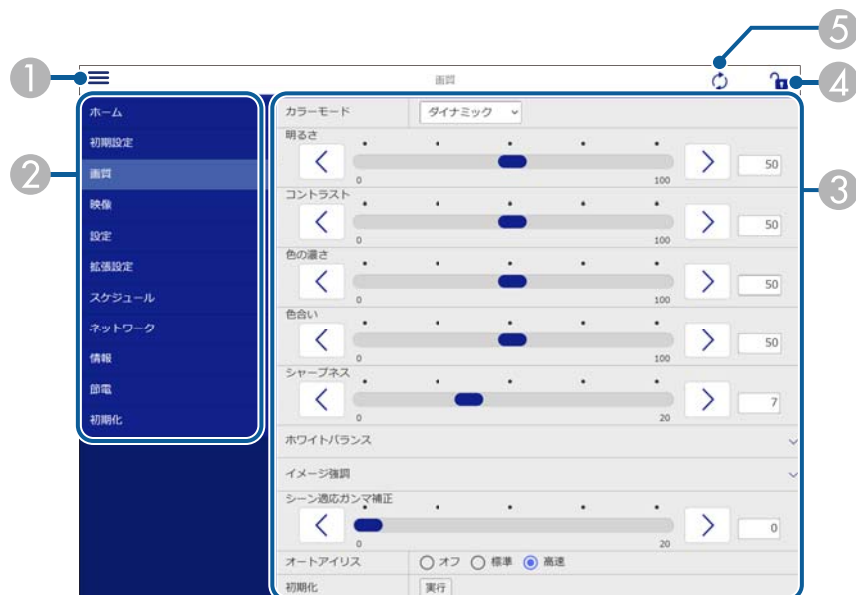 5
1
画質
4
2
3
ホーム
初期設定
画質
映像
設定
拡張設定
スケジュール
ネットワーク
情報
節電
初期化
カラーモード ダイナミック
明るさ
0 100 50
コントラスト
0 100 50
色の濃さ
0 100 50
色合い
0 100 50
シャープネス
0 20 7
ホワイトバランス
イメージ強調
シーン適応ガンマ補正
0 20 0
オートアイリス オフ 標準 高速
初期化 実行